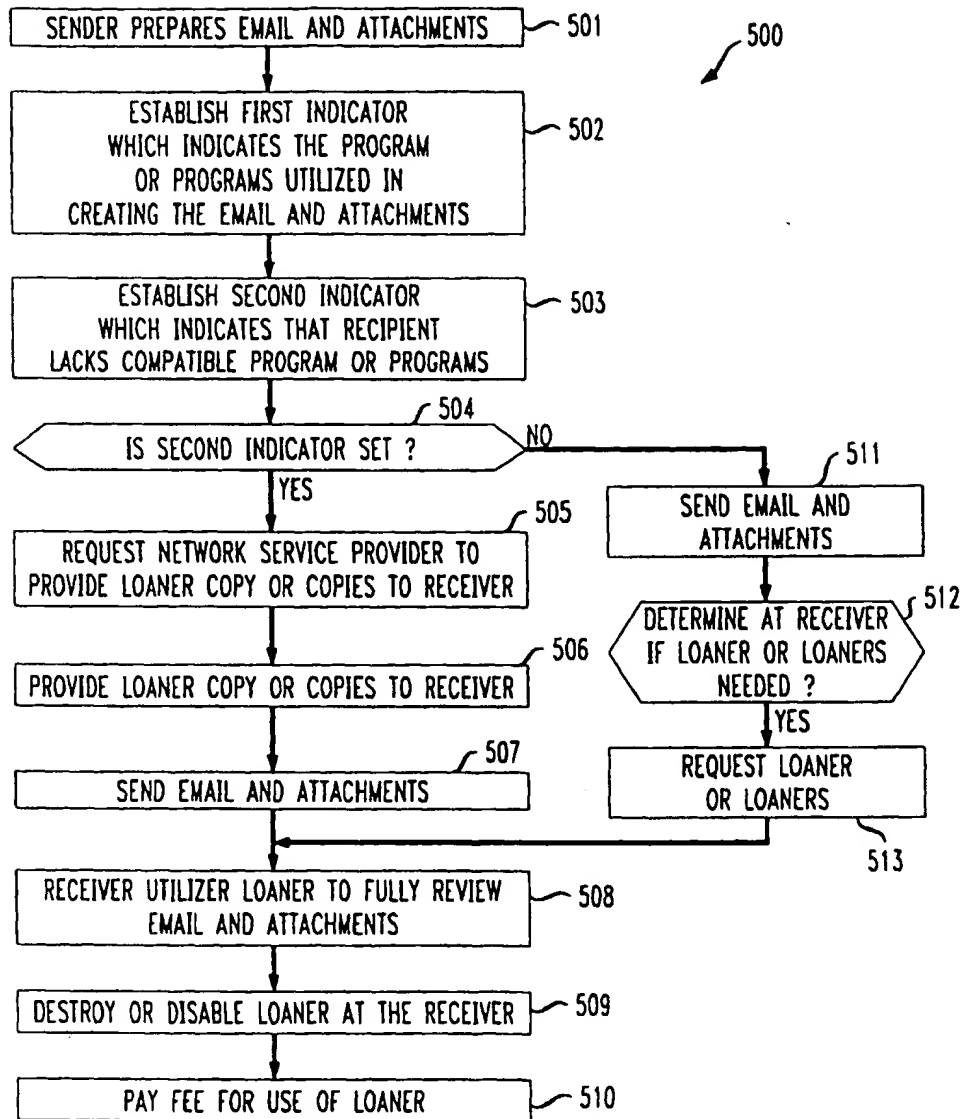 SENDER PREPARES EMAIL AND ATTACHMENTS
501
500
ESTABLISH FIRST INDICATOR
WHICH INDICATES THE PROGRAM
OR PROGRAMS UTILIZED IN
CREATING THE EMAIL AND ATTACHMENTS
502
ESTABLISH SECOND INDICATOR
WHICH INDICATES THAT RECIPIENT
LACKS COMPATIBLE PROGRAM OR PROGRAMS
503
504
IS SECOND INDICATOR SET ?
NO
YES
511
SEND EMAIL AND
ATTACHMENTS
505
REQUEST NETWORK SERVICE PROVIDER TO
PROVIDE LOANER COPY OR COPIES TO RECEIVER
512
DETERMINE AT RECEIVER
IF LOANER OR LOANERS
NEEDED ?
YES
506
PROVIDE LOANER COPY OR COPIES TO RECEIVER
507
SEND EMAIL AND ATTACHMENTS
REQUEST LOANER
OR LOANERS
513
RECEIVER UTILIZER LOANER TO FULLY REVIEW
EMAIL AND ATTACHMENTS
508
DESTROY OR DISABLE LOANER AT THE RECEIVER
509
PAY FEE FOR USE OF LOANER
510